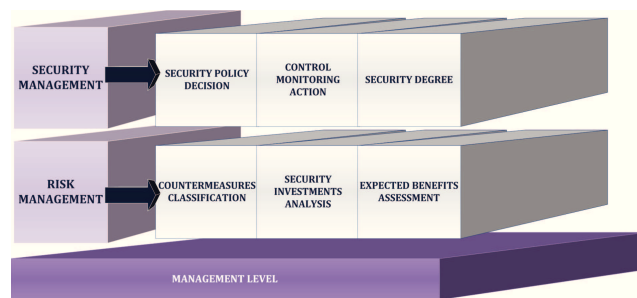 SECURITY
MANAGEMENT
SECURITY POLICY
DECISION
CONTROL
MONITORING
ACTION
SECURITY DEGREE
RISK
MANAGEMENT
COUNTERMEASURES
CLASSIFICATION
SECURITY
INVESTMENTS
ANALYSIS
EXPECTED BENEFITS
ASSESSMENT
MANAGEMENT LEVEL